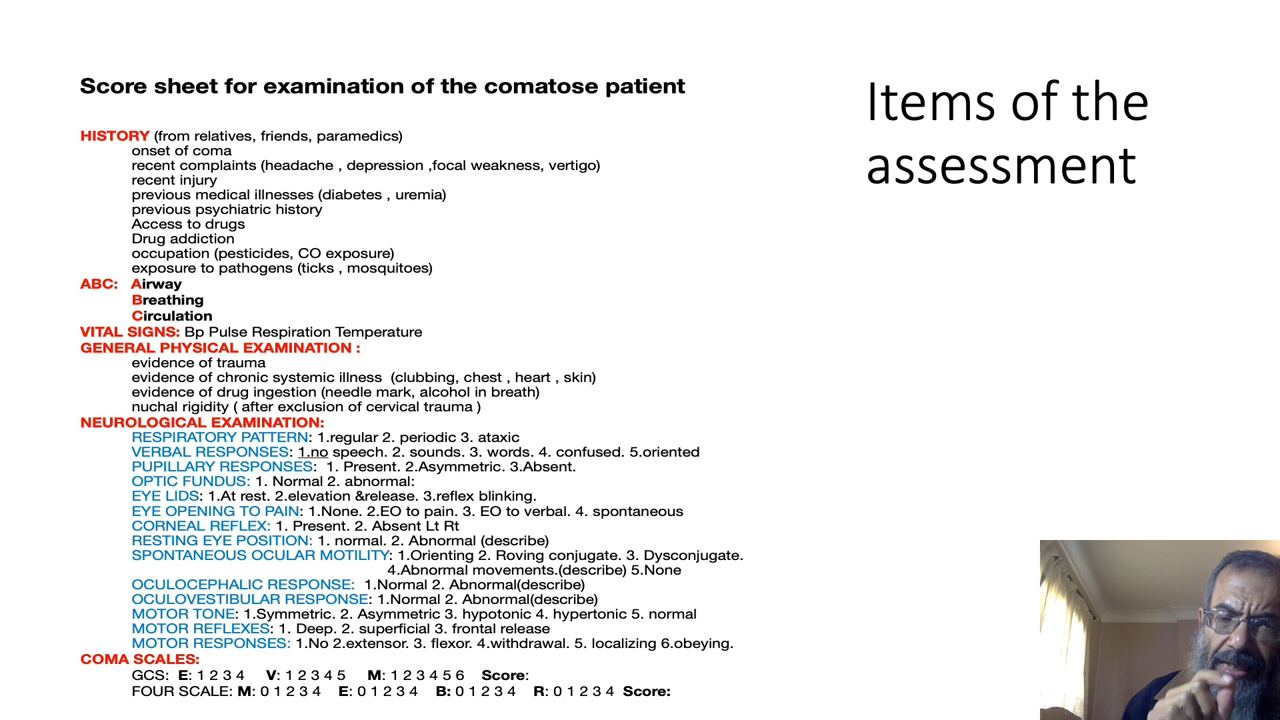 Score sheet for examination of the comatose patient
HISTORY (from relatives, friends, paramedics)
onset of coma
recent complaints (headache , depression ,focal weakness, vertigo)
recent injury
previous medical illnesses (diabetes , uremia)
previous psychiatric history
Access to drugs
Drug addiction
occupation (pesticides, CO exposure)
exposure to pathogens (ticks , mosquitoes)
ABC: Airway
Breathing
Circulation
VITAL SIGNS: Bp Pulse Respiration Temperature
GENERAL PHYSICAL EXAMINATION :
evidence of trauma
evidence of chronic systemic illness (clubbing, chest , heart , skin)
evidence of drug ingestion (needle mark, alcohol in breath)
nuchal rigidity ( after exclusion of cervical trauma )
NEUROLOGICAL EXAMINATION:
RESPIRATORY PATTERN: 1.regular 2. periodic 3. ataxic
VERBAL RESPONSES: 1.no speech. 2. sounds. 3. words. 4. confused. 5.oriented
PUPILLARY RESPONSES: 1. Present. 2.Asymmetric. 3.Absent.
OPTIC FUNDUS: 1. Normal 2. abnormal:
EYE LIDS: 1.At rest. 2.elevation &release. 3.reflex blinking.
EYE OPENING TO PAIN: 1.None. 2.EO to pain. 3. EO to verbal. 4. spontaneous
CORNEAL REFLEX: 1. Present. 2. Absent Lt Rt
RESTING EYE POSITION: 1. normal. 2. Abnormal (describe)
SPONTANEOUS OCULAR MOTILITY: 1.Orienting 2. Roving conjugate. 3. Dysconjugate.
4.Abnormal movements.(describe) 5.None
OCULOCEPHALIC RESPONSE: 1.Normal 2. Abnormal(describe)
OCULOVESTIBULAR RESPONSE: 1.Normal 2. Abnormal(describe)
MOTOR TONE: 1.Symmetric. 2. Asymmetric 3. hypotonic 4. hypertonic 5. normal
MOTOR REFLEXES: 1. Deep. 2. superficial 3. frontal release
MOTOR RESPONSES: 1.No 2.extensor. 3. flexor. 4.withdrawal. 5. localizing 6.obeying.
COMA SCALES:
GCS: E: 1 2 3 4 V: 1 2 3 4 5 M: 1 2 3 4 5 6 Score:
FOUR SCALE: M: 0 1 2 3 4 E: 0 1 2 3 4 B: 0 1 2 3 4 R: 0 1 2 3 4 Score:
Items of the
assessment